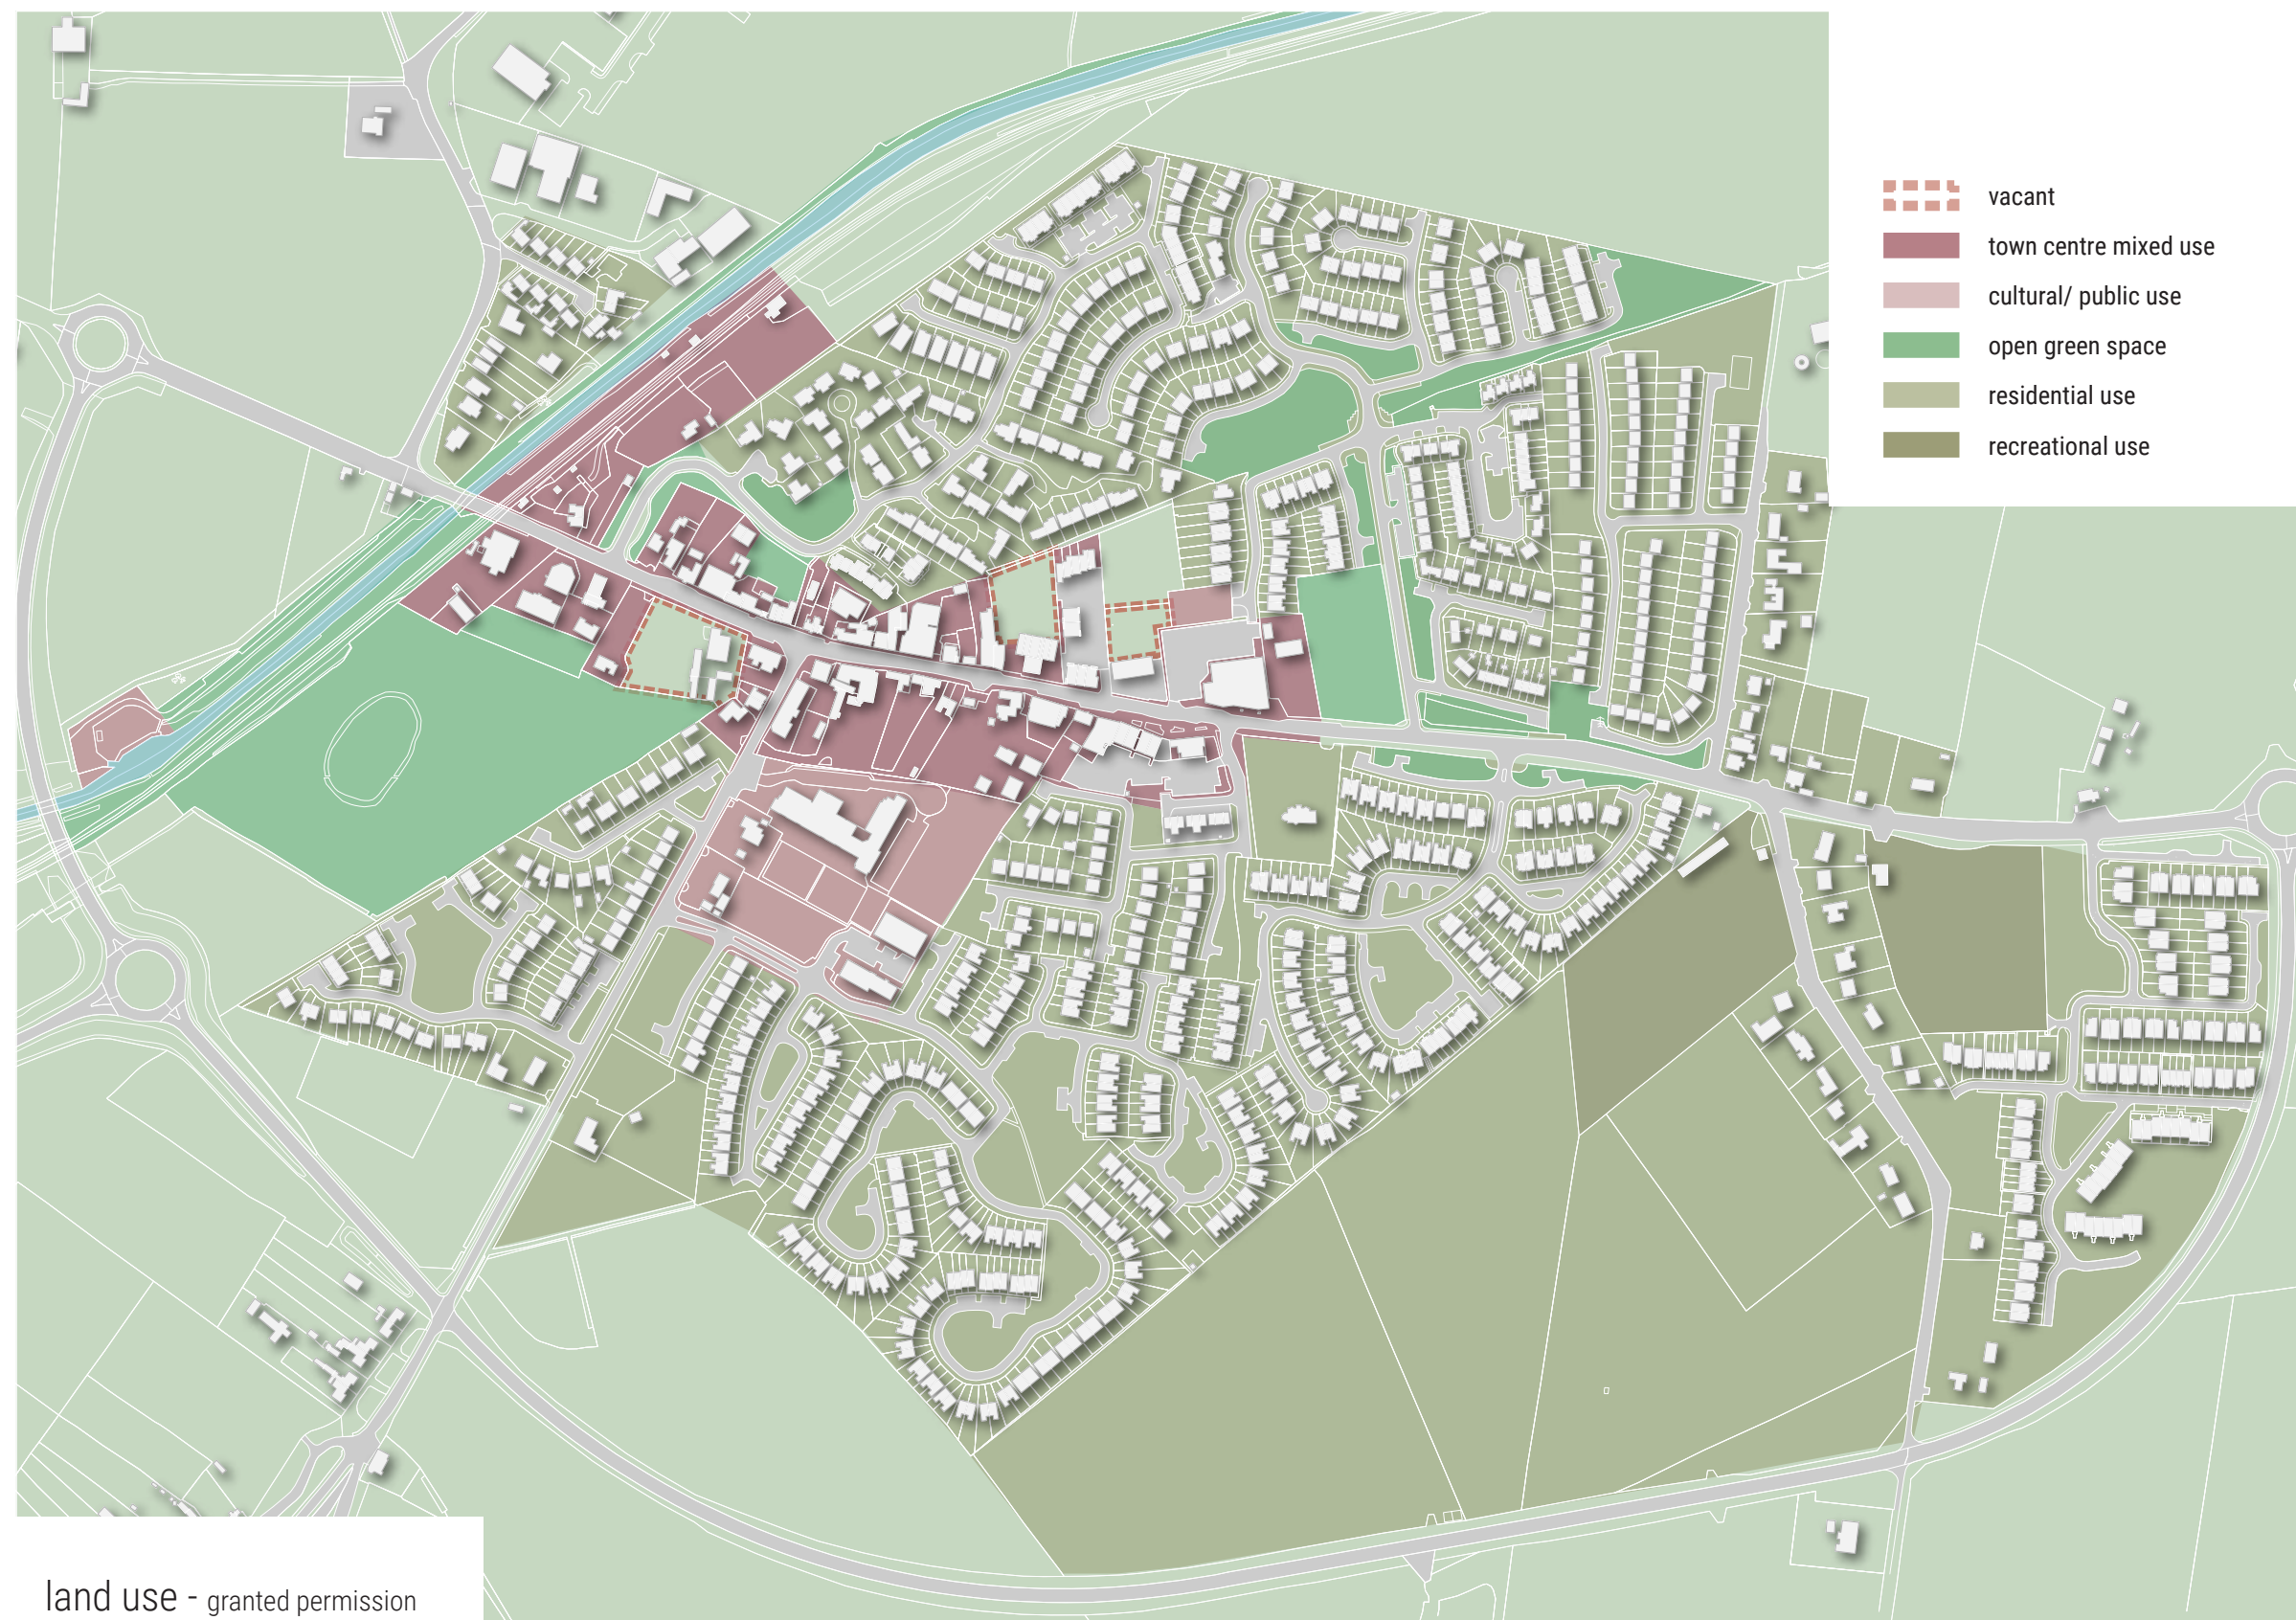 vacant
town centre mixed use
cultural/ public use
open green space
residential use
recreational use
land use - granted permission